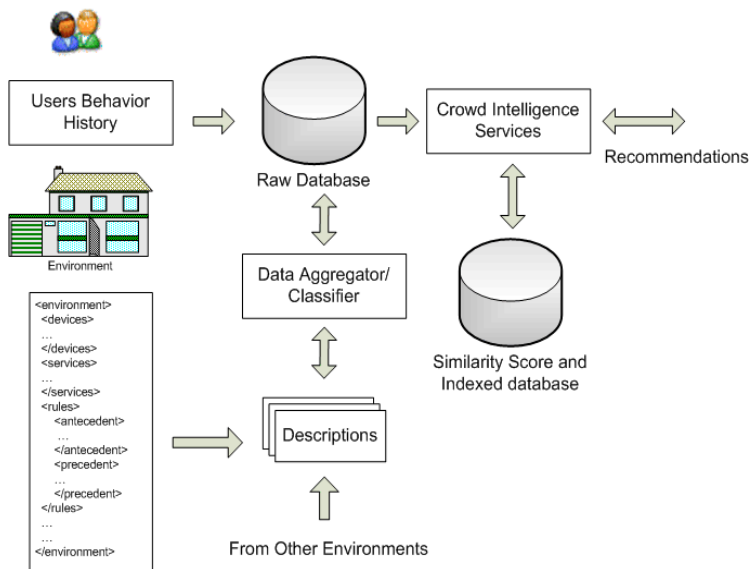 Users Behavior
History
Raw Database
Crowd Intelligence
Services
Recommendations
Environment
Data Aggregator/
Classifier
Similarity Score and
Indexed database
<environment>
<devices>
...
</devices>
<services>
...
</services>
<rules>
<antecedent>
...
</antecedent>
<precedent>
...
</precedent>
</rules>
...
...
</environment>
Descriptions
From Other Environments